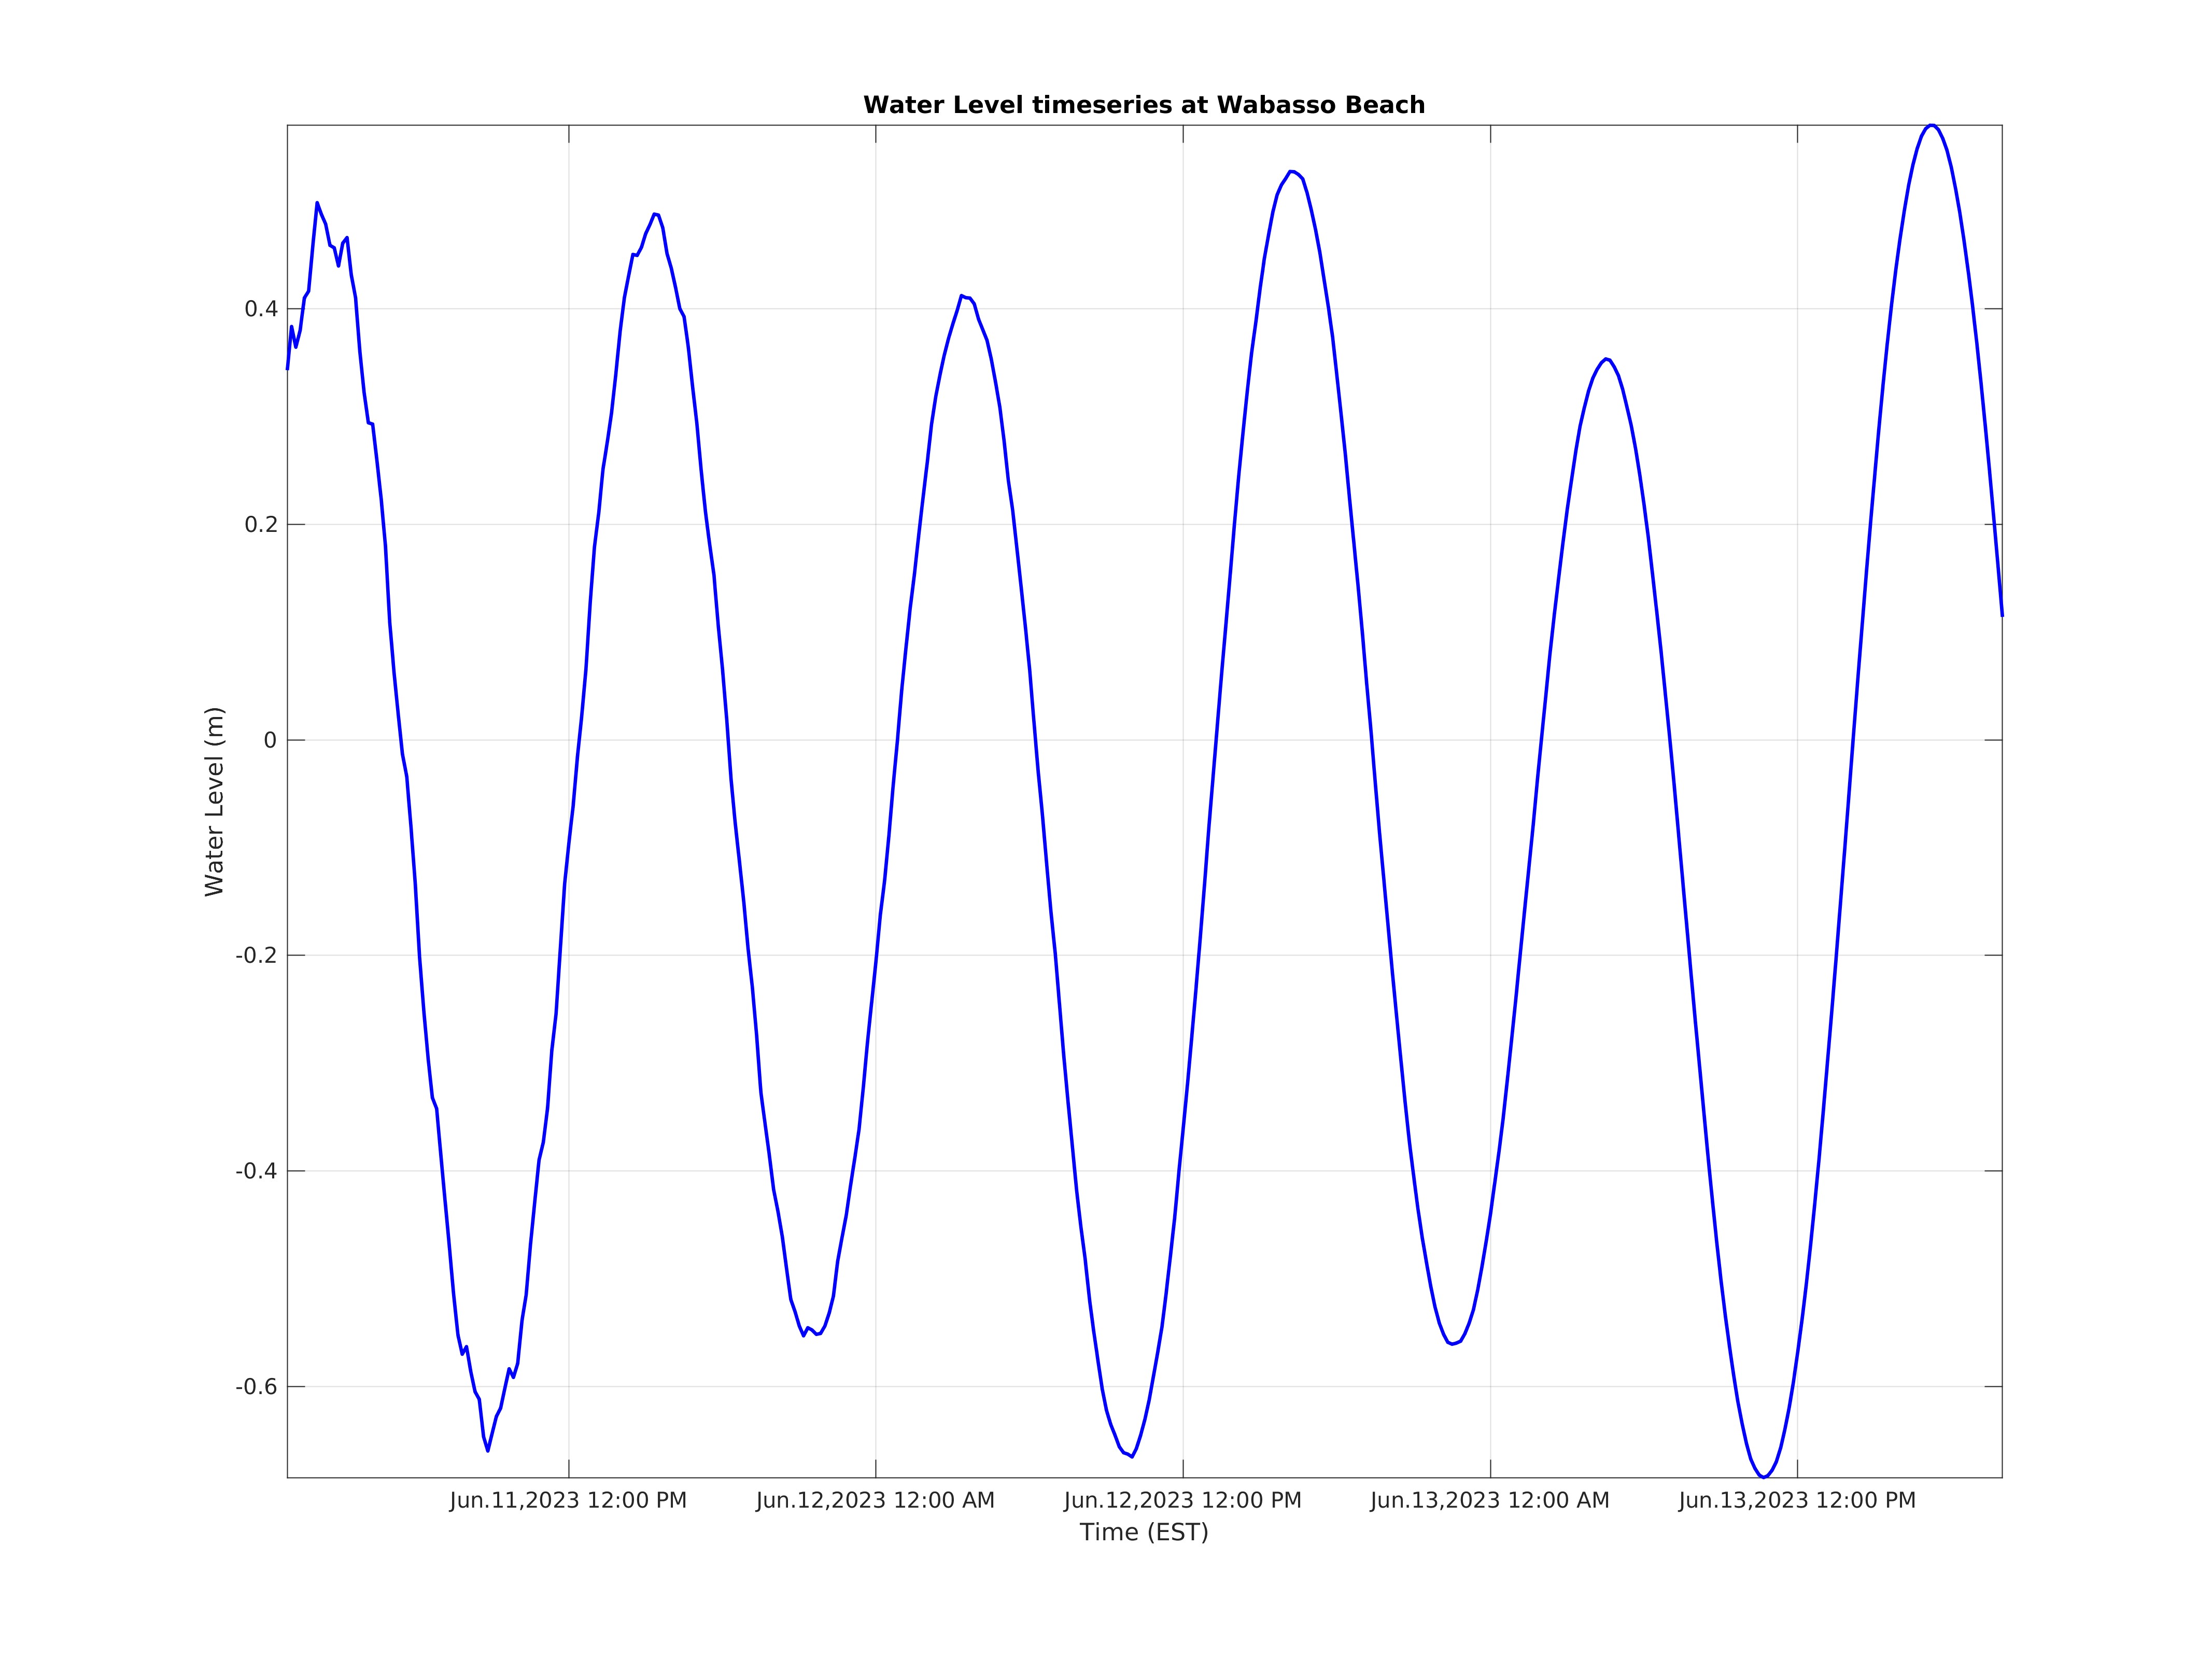 Water Level timeseries at Wabasso Beach
0.4
0.2
0
-0.2
-0.4
-0.6
Water Level (m)
Jun.11,2023 12:00 PM
Jun.12,2023 12:00 AM
Jun.12,2023 12:00 PM
Jun.13,2023 12:00 AM
Jun.13,2023 12:00 PM
Time (EST)